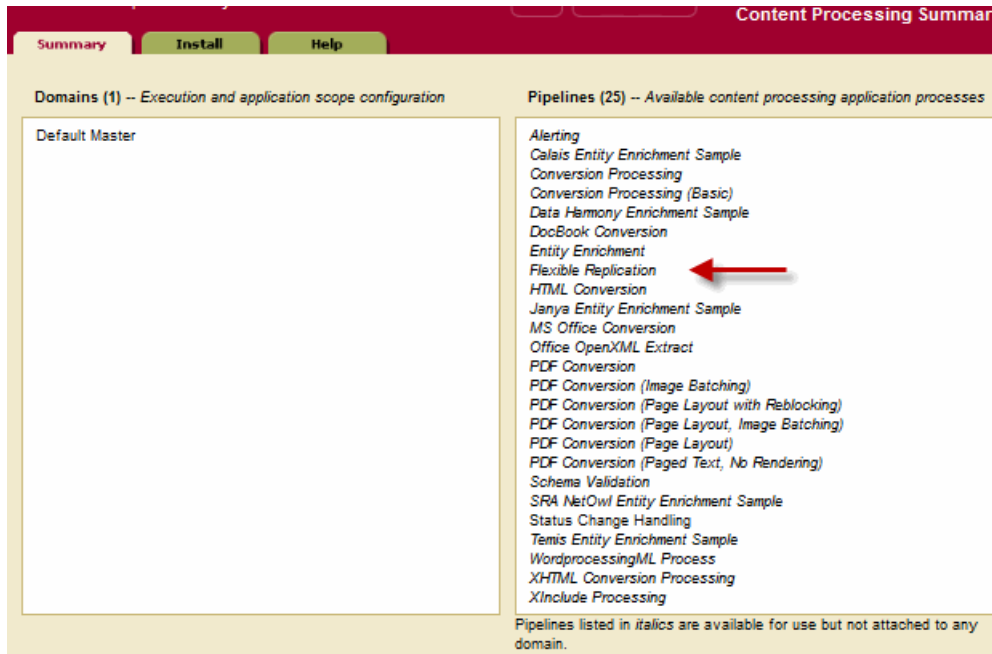 Content Processing Summar
Summary
Install
Help
Domains (1) -- Execution and application scope configuration
Default Master
Pipelines (25) -- Available content processing application processes
Alerting
Calais Entity Enrichment Sample
Conversion Processing
Conversion Processing (Basic)
Data Harmony Enrichment Sample
DocBook Conversion
Entity Enrichment
Flexible Replication
HTML Conversion
Janya Entity Enrichment Sample
MS Office Conversion
Office OpenXML Extract
PDF Conversion
PDF Conversion (Image Batching)
PDF Conversion (Page Layout with Reblocking)
PDF Conversion (Page Layout, Image Batching)
PDF Conversion (Page Layout)
PDF Conversion (Paged Text, No Rendering)
Schema Validation
SRA NetOwl Entity Enrichment Sample
Status Change Handling
Temis Entity Enrichment Sample
WordprocessingML Process
XHTML Conversion Processing
XInclude Processing
Pipelines listed in italics are available for use but not attached to any
domain.